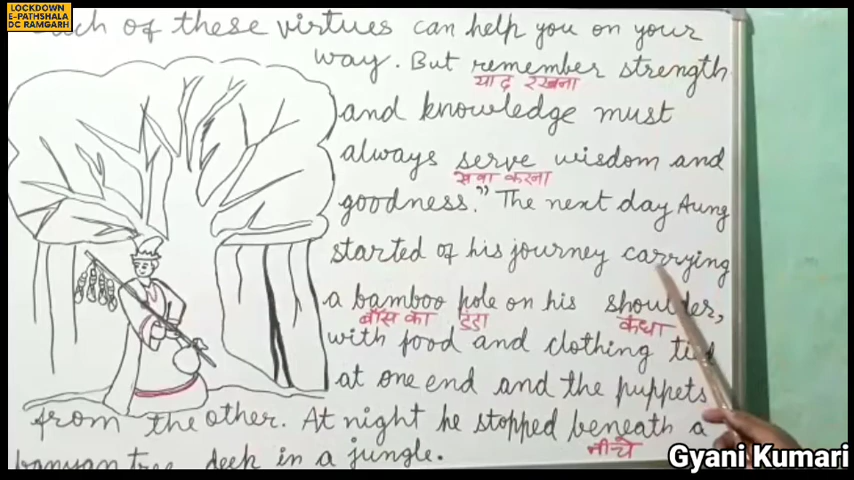 LOCKDOWN
E-PATHSHALA
DC RAMGARH
of these virtues can help you on your
way. But remember strength
याद रखना
and knowledge must
always serve wisdom and
सेवा करना
goodness." The next day Aung
started of his journey carrying
a bamboo pole on his shoulder,
बाँस का डंडा कंधा
with food and clothing tied
at one end and the puppets
from the other. At night he stopped beneath a
नीचे
banyan tree deep in a jungle.
Gyani Kumari